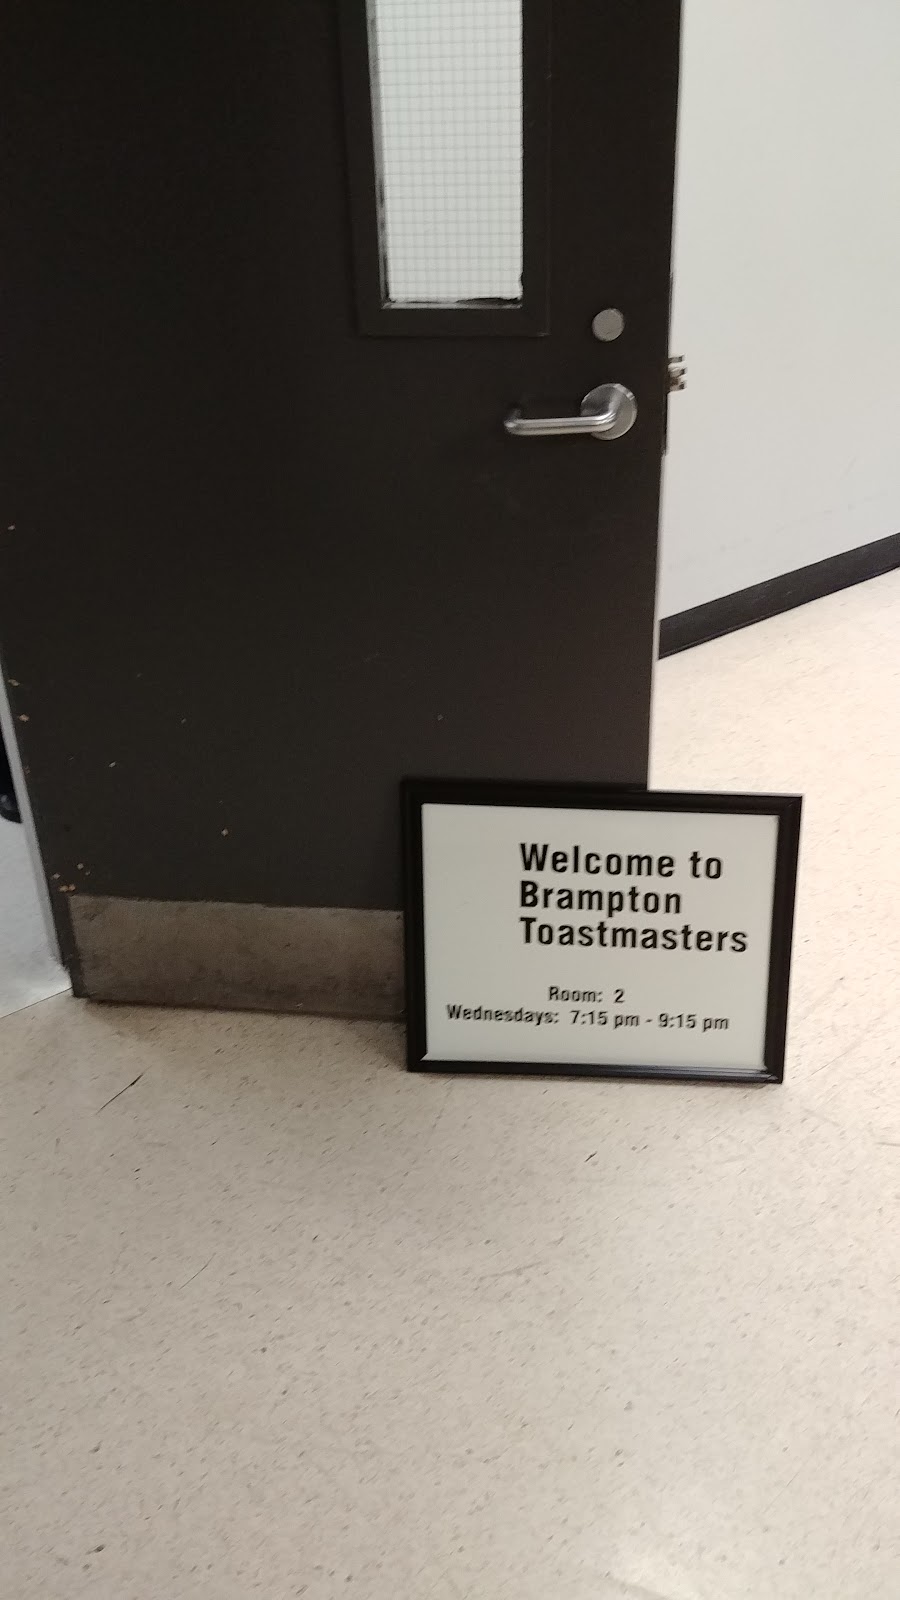 Welcome to
Brampton
Toastmasters
Room: 2
Wednesdays: 7:15 pm - 9:15 pm